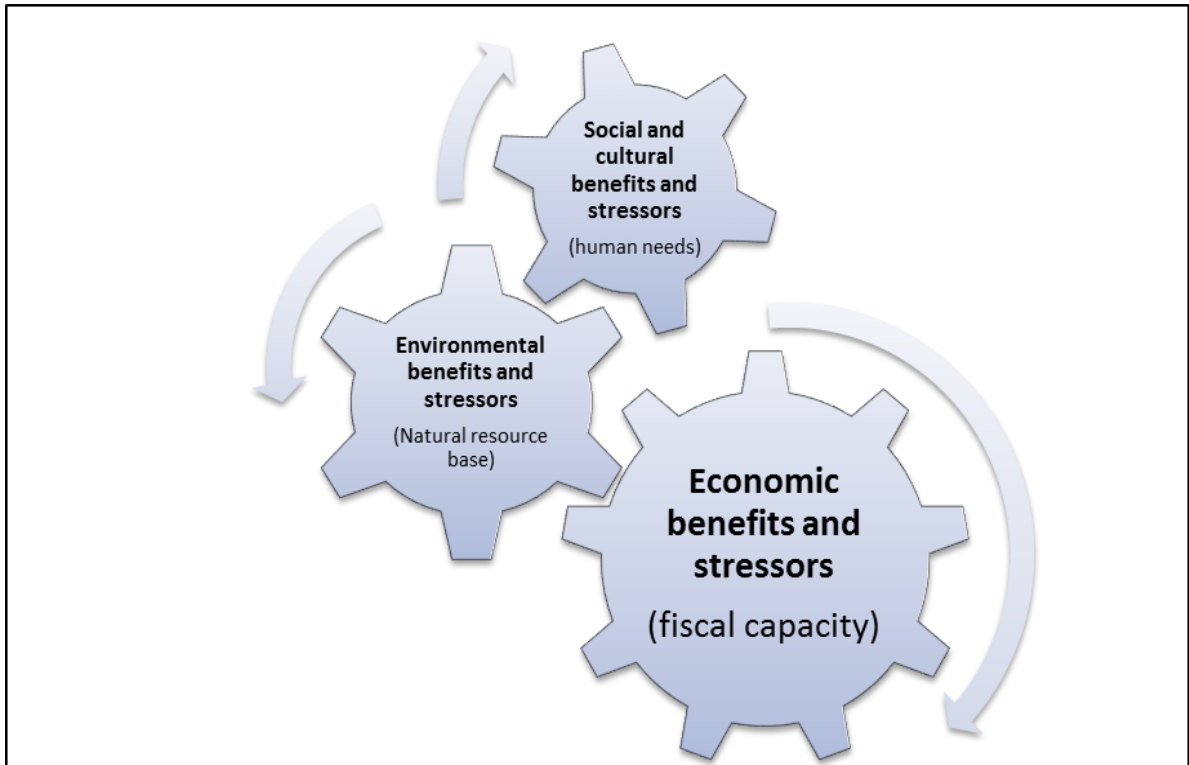 Social and
cultural
benefits and
stressors
(human needs)
Environmental
benefits and
stressors
(Natural resource
base)
Economic
benefits and
stressors
(fiscal capacity)